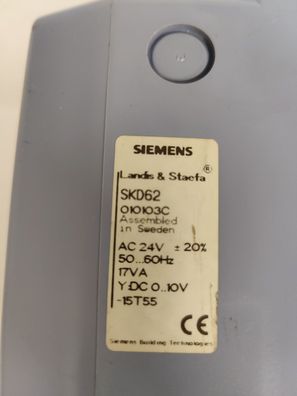 SIEMENS
Landis & Staefa ®
SKD62
010103C
Assembled
in Sweden
AC 24V ± 20%
50...60Hz
17VA
Y:DC 0..10V
-15T55
CE
Siemens Building Technologies